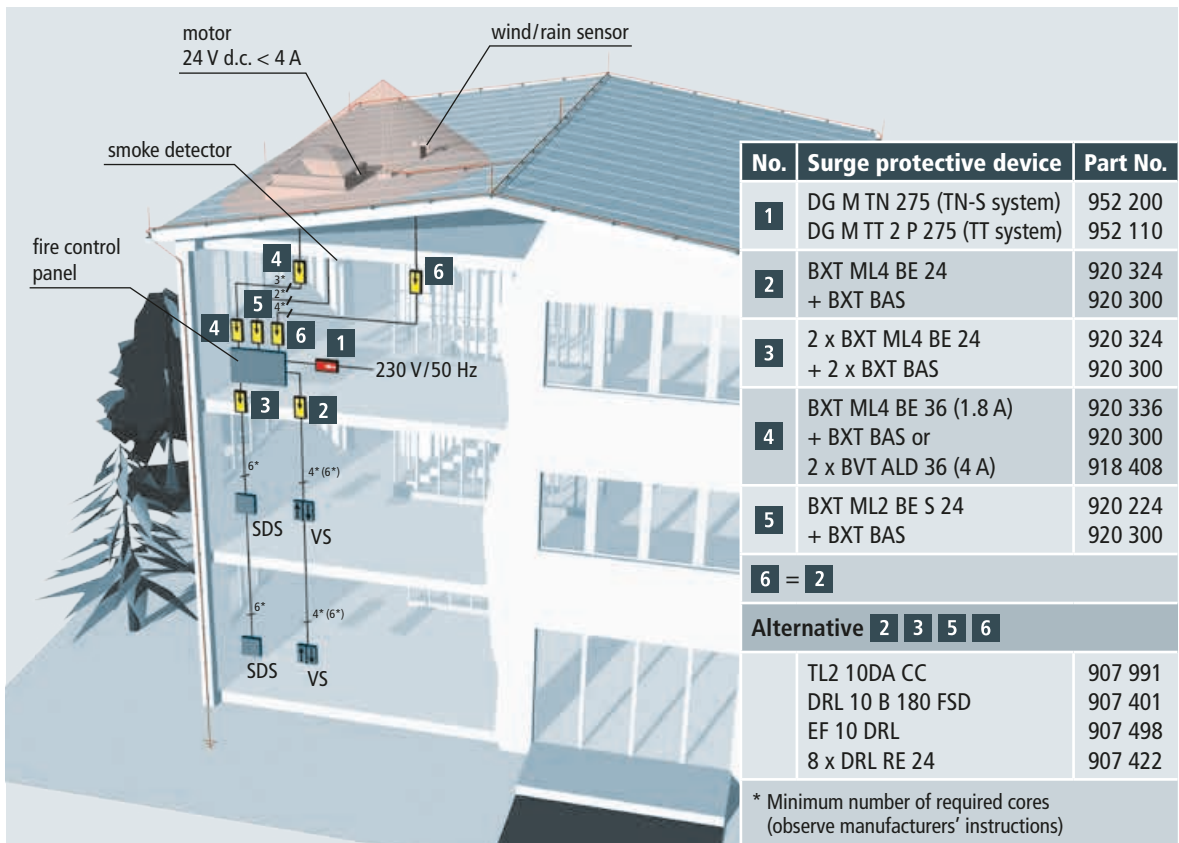 motor
24 V d.c. < 4 A
wind/rain sensor
smoke detector
fire control
panel
4
3*
6
5
2*
4*
4
6
1
230 V/50 Hz
3
2
6*
4* (6*)
SDS
VS
6*
4* (6*)
SDS
VS
No. Surge protective device Part No.
1
DG M TN 275 (TN-S system) 952 200
DG M TT 2 P 275 (TT system) 952 110
2
BXT ML4 BE 24 920 324
+ BXT BAS 920 300
3
2 x BXT ML4 BE 24 920 324
+ 2 x BXT BAS 920 300
4
BXT ML4 BE 36 (1.8 A) 920 336
+ BXT BAS or 920 300
2 x BVT ALD 36 (4 A) 918 408
5
BXT ML2 BE S 24 920 224
+ BXT BAS 920 300
6 = 2
Alternative 2 3 5 6
TL2 10DA CC 907 991
DRL 10 B 180 FSD 907 401
EF 10 DRL 907 498
8 x DRL RE 24 907 422
* Minimum number of required cores
(observe manufacturers' instructions)